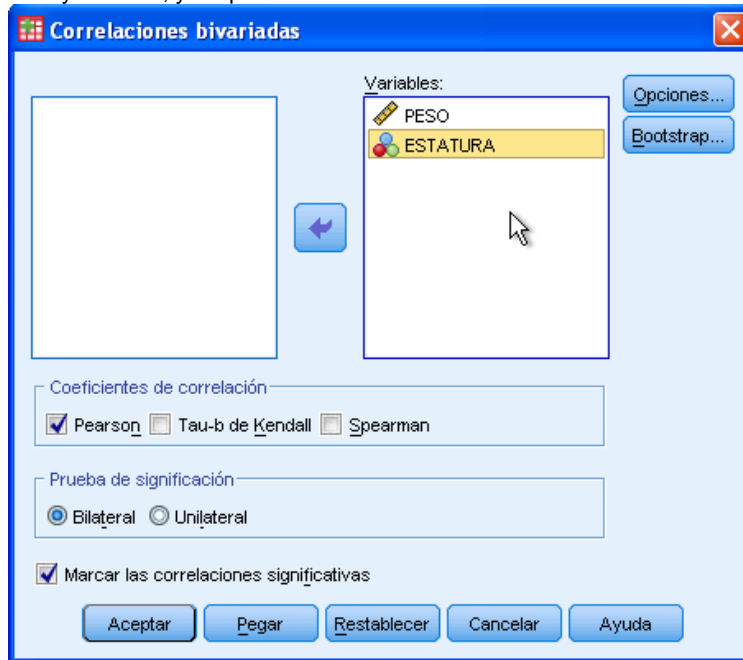 Correlaciones bivariadas
Variables:
PESO
ESTATURA
Opciones...
Bootstrap...
Coeficientes de correlación
Pearson Tau-b de Kendall Spearman
Prueba de significación
Bilateral Unilateral
Marcar las correlaciones significativas
Aceptar Pegar Restablecer Cancelar Ayuda